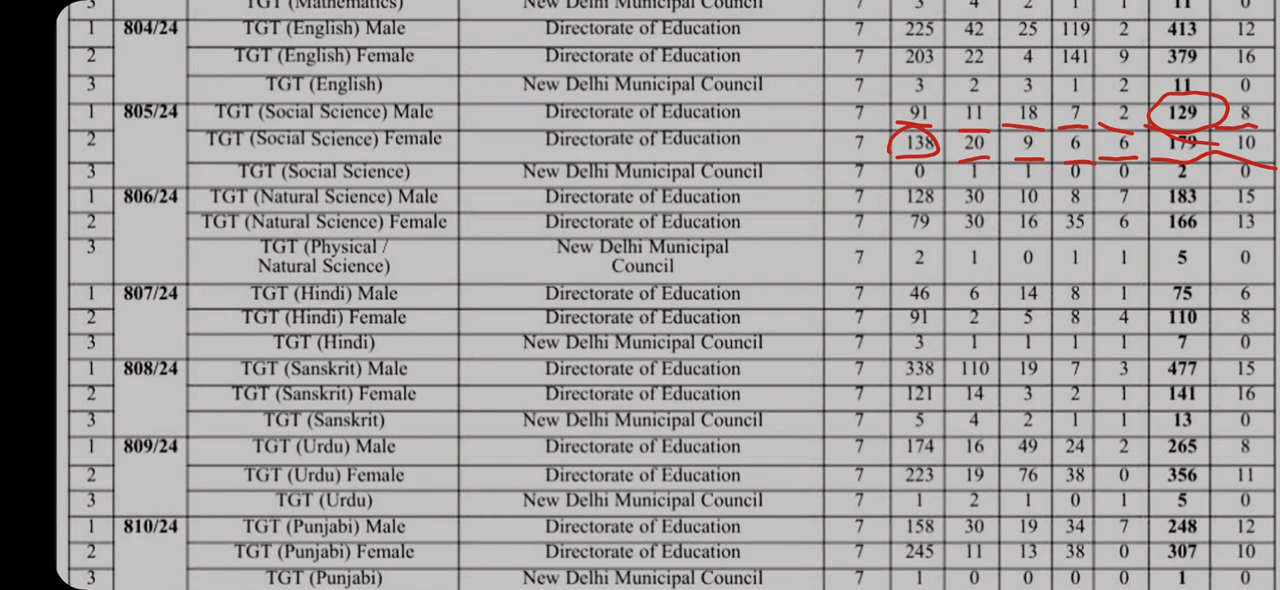 3 TGT (Mathematics) New Delhi Municipal Council 7 3 4 2 1 1 11 0
1 804/24 TGT (English) Male Directorate of Education 7 225 42 25 119 2 413 12
2 TGT (English) Female Directorate of Education 7 203 22 4 141 9 379 16
3 TGT (English) New Delhi Municipal Council 7 3 2 3 1 2 11 0
1 805/24 TGT (Social Science) Male Directorate of Education 7 91 11 18 7 2 129 8
2 TGT (Social Science) Female Directorate of Education 7 138 20 9 6 6 179 10
3 TGT (Social Science) New Delhi Municipal Council 7 0 1 1 0 0 2 0
1 806/24 TGT (Natural Science) Male Directorate of Education 7 128 30 10 8 7 183 15
2 TGT (Natural Science) Female Directorate of Education 7 79 30 16 35 6 166 13
3 TGT (Physical / New Delhi Municipal
Natural Science) Council 7 2 1 0 1 1 5 0
1 807/24 TGT (Hindi) Male Directorate of Education 7 46 6 14 8 1 75 6
2 TGT (Hindi) Female Directorate of Education 7 91 2 5 8 4 110 8
3 TGT (Hindi) New Delhi Municipal Council 7 3 1 1 1 1 7 0
1 808/24 TGT (Sanskrit) Male Directorate of Education 7 338 110 19 7 3 477 15
2 TGT (Sanskrit) Female Directorate of Education 7 121 14 3 2 1 141 16
3 TGT (Sanskrit) New Delhi Municipal Council 7 5 4 2 1 1 13 0
1 809/24 TGT (Urdu) Male Directorate of Education 7 174 16 49 24 2 265 8
2 TGT (Urdu) Female Directorate of Education 7 223 19 76 38 0 356 11
3 TGT (Urdu) New Delhi Municipal Council 7 1 2 1 0 1 5 0
1 810/24 TGT (Punjabi) Male Directorate of Education 7 158 30 19 34 7 248 12
2 TGT (Punjabi) Female Directorate of Education 7 245 11 13 38 0 307 10
3 TGT (Punjabi) New Delhi Municipal Council 7 1 0 0 0 0 1 0